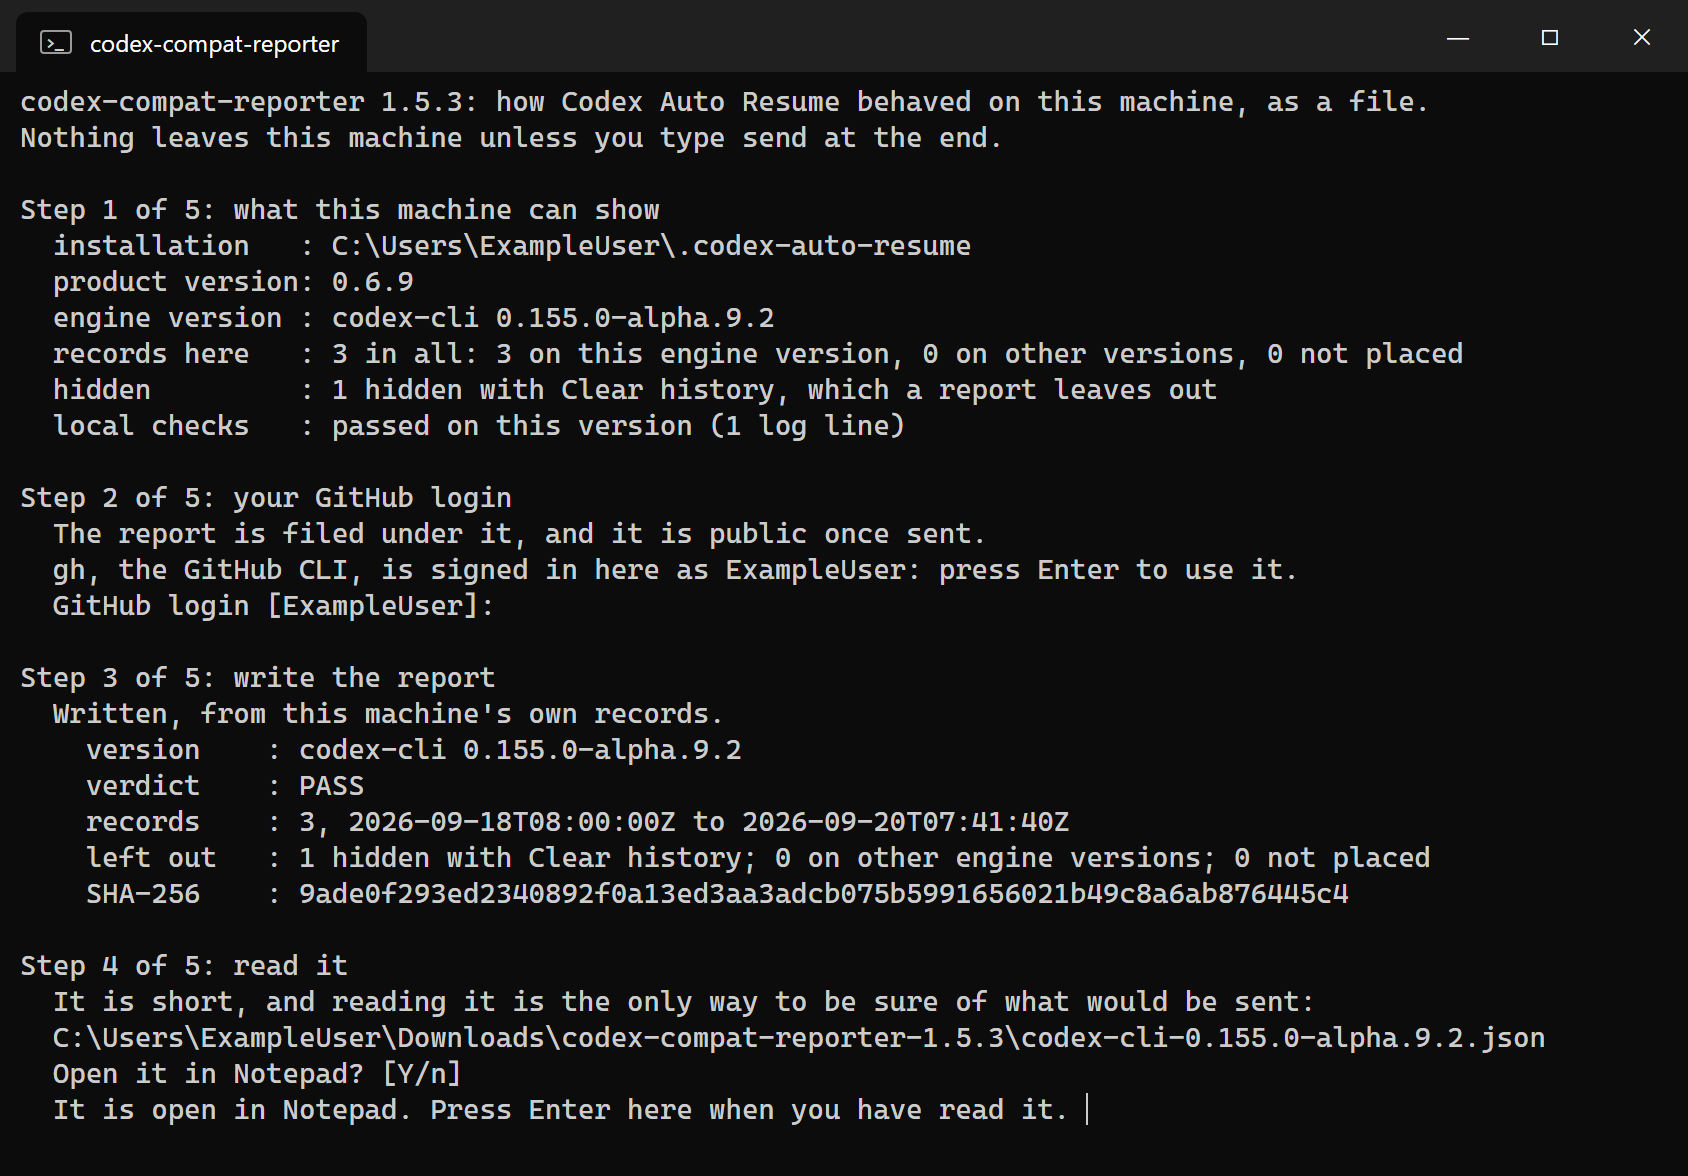 codex-compat-reporter
codex-compat-reporter 1.5.3: how Codex Auto Resume behaved on this machine, as a file.
Nothing leaves this machine unless you type send at the end.
Step 1 of 5: what this machine can show
installation   : C:\Users\ExampleUser\.codex-auto-resume
product version: 0.6.9
engine version : codex-cli 0.155.0-alpha.9.2
records here   : 3 in all: 3 on this engine version, 0 on other versions, 0 not placed
hidden         : 1 hidden with Clear history, which a report leaves out
local checks   : passed on this version (1 log line)
Step 2 of 5: your GitHub login
The report is filed under it, and it is public once sent.
gh, the GitHub CLI, is signed in here as ExampleUser: press Enter to use it.
GitHub login [ExampleUser]:
Step 3 of 5: write the report
Written, from this machine's own records.
version    : codex-cli 0.155.0-alpha.9.2
verdict    : PASS
records    : 3, 2026-09-18T08:00:00Z to 2026-09-20T07:41:40Z
left out   : 1 hidden with Clear history; 0 on other engine versions; 0 not placed
SHA-256    : 9ade0f293ed2340892f0a13ed3aa3adcb075b5991656021b49c8a6ab876445c4
Step 4 of 5: read it
It is short, and reading it is the only way to be sure of what would be sent:
C:\Users\ExampleUser\Downloads\codex-compat-reporter-1.5.3\codex-cli-0.155.0-alpha.9.2.json
Open it in Notepad? [Y/n]
It is open in Notepad. Press Enter here when you have read it.